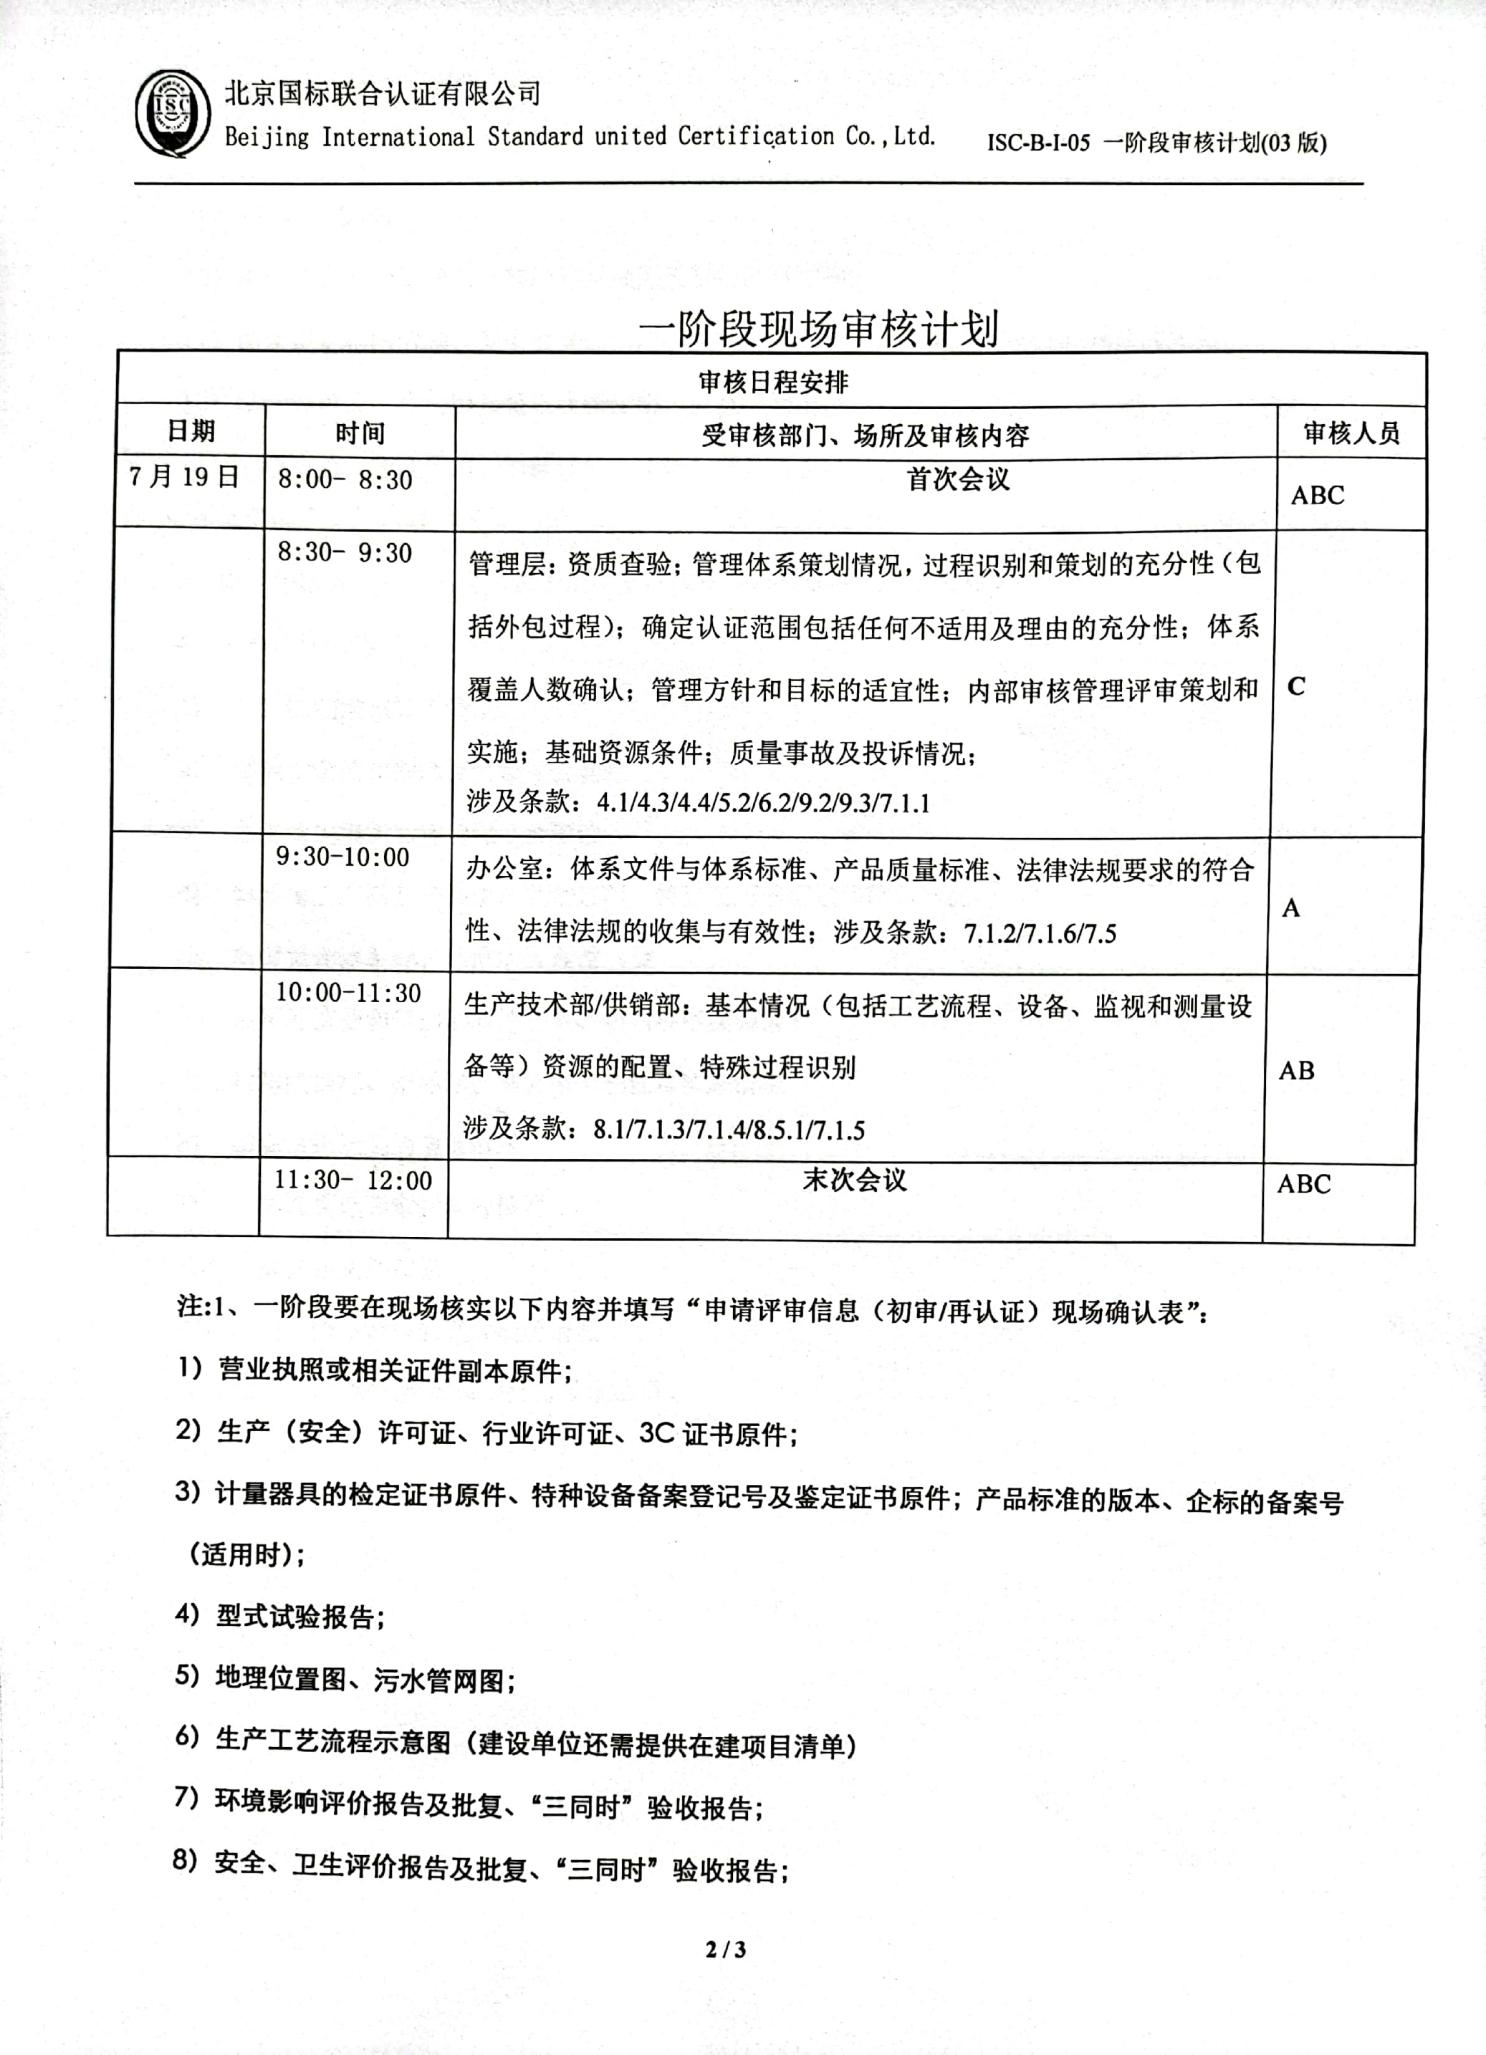 ISC
北京国标联合认证有限公司
Beijing International Standard united Certification Co.,Ltd.
ISC-B-I-05 一阶段审核计划(03 版)
一阶段现场审核计划
审核日程安排
日期 时间 受审核部门、场所及审核内容 审核人员
7 月 19 日 8:00- 8:30 首次会议 ABC
8:30- 9:30
管理层：资质查验；管理体系策划情况，过程识别和策划的充分性（包
括外包过程）；确定认证范围包括任何不适用及理由的充分性；体系
覆盖人数确认；管理方针和目标的适宜性；内部审核管理评审策划和
实施；基础资源条件；质量事故及投诉情况；
涉及条款：4.1/4.3/4.4/5.2/6.2/9.2/9.3/7.1.1
C
9:30-10:00
办公室：体系文件与体系标准、产品质量标准、法律法规要求的符合
性、法律法规的收集与有效性；涉及条款：7.1.2/7.1.6/7.5
A
10:00-11:30
生产技术部/供销部：基本情况（包括工艺流程、设备、监视和测量设
备等）资源的配置、特殊过程识别
涉及条款：8.1/7.1.3/7.1.4/8.5.1/7.1.5
AB
11:30- 12:00 末次会议 ABC
注:1、一阶段要在现场核实以下内容并填写“申请评审信息（初审/再认证）现场确认表”：
1）营业执照或相关证件副本原件；
2）生产（安全）许可证、行业许可证、3C 证书原件；
3）计量器具的检定证书原件、特种设备备案登记号及鉴定证书原件；产品标准的版本、企标的备案号
（适用时）；
4）型式试验报告；
5）地理位置图、污水管网图；
6）生产工艺流程示意图（建设单位还需提供在建项目清单）
7）环境影响评价报告及批复、“三同时”验收报告；
8）安全、卫生评价报告及批复、“三同时”验收报告；
2 / 3